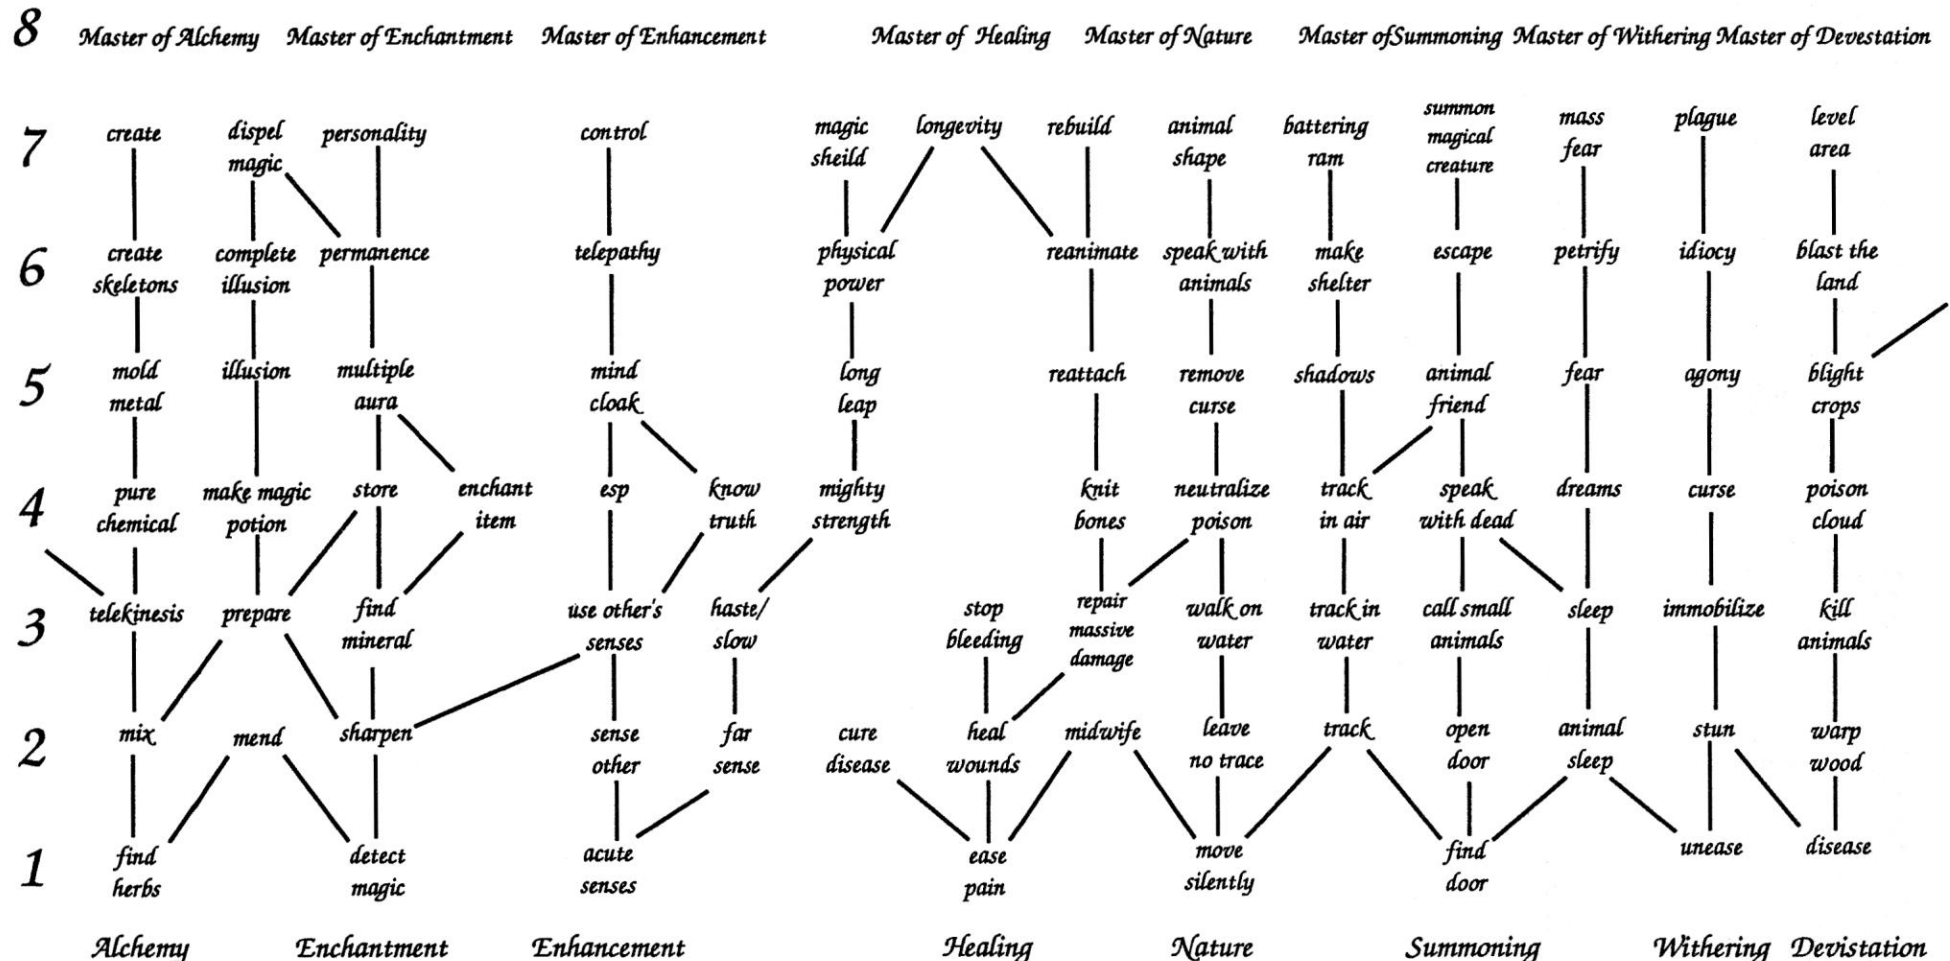 8 Master of Alchemy Master of Enchantment Master of Enhancement Master of Healing Master of Nature Master ofSummoning Master of Withering Master of Devestation
7 create dispel personality control magic longevity rebuild animal battering summon mass plague level
magic sheild shape ram magical fear area
creature
6 create complete permanence telepathy physical reanimate speak with make escape petrify idiocy blast the
skeletons illusion power animals shelter land
5 mold illusion multiple mind long reattach remove shadows animal fear agony blight
metal aura cloak leap curse friend crops
4 pure make magic store enchant esp know mighty knit neutralize track speak dreams curse poison
chemical potion item truth strength bones poison in air with dead cloud
3 telekinesis prepare find use other's haste/ stop repair walk on track in call small sleep immobilize kill
mineral senses slow bleeding massive water water animals animals
damage
2 mix mend sharpen sense far cure heal midwife leave track open animal stun warp
other sense disease wounds no trace door sleep wood
1 find detect acute ease move find unease disease
herbs magic senses pain silently door
Alchemy Enchantment Enhancement Healing Nature Summoning Withering Devistation